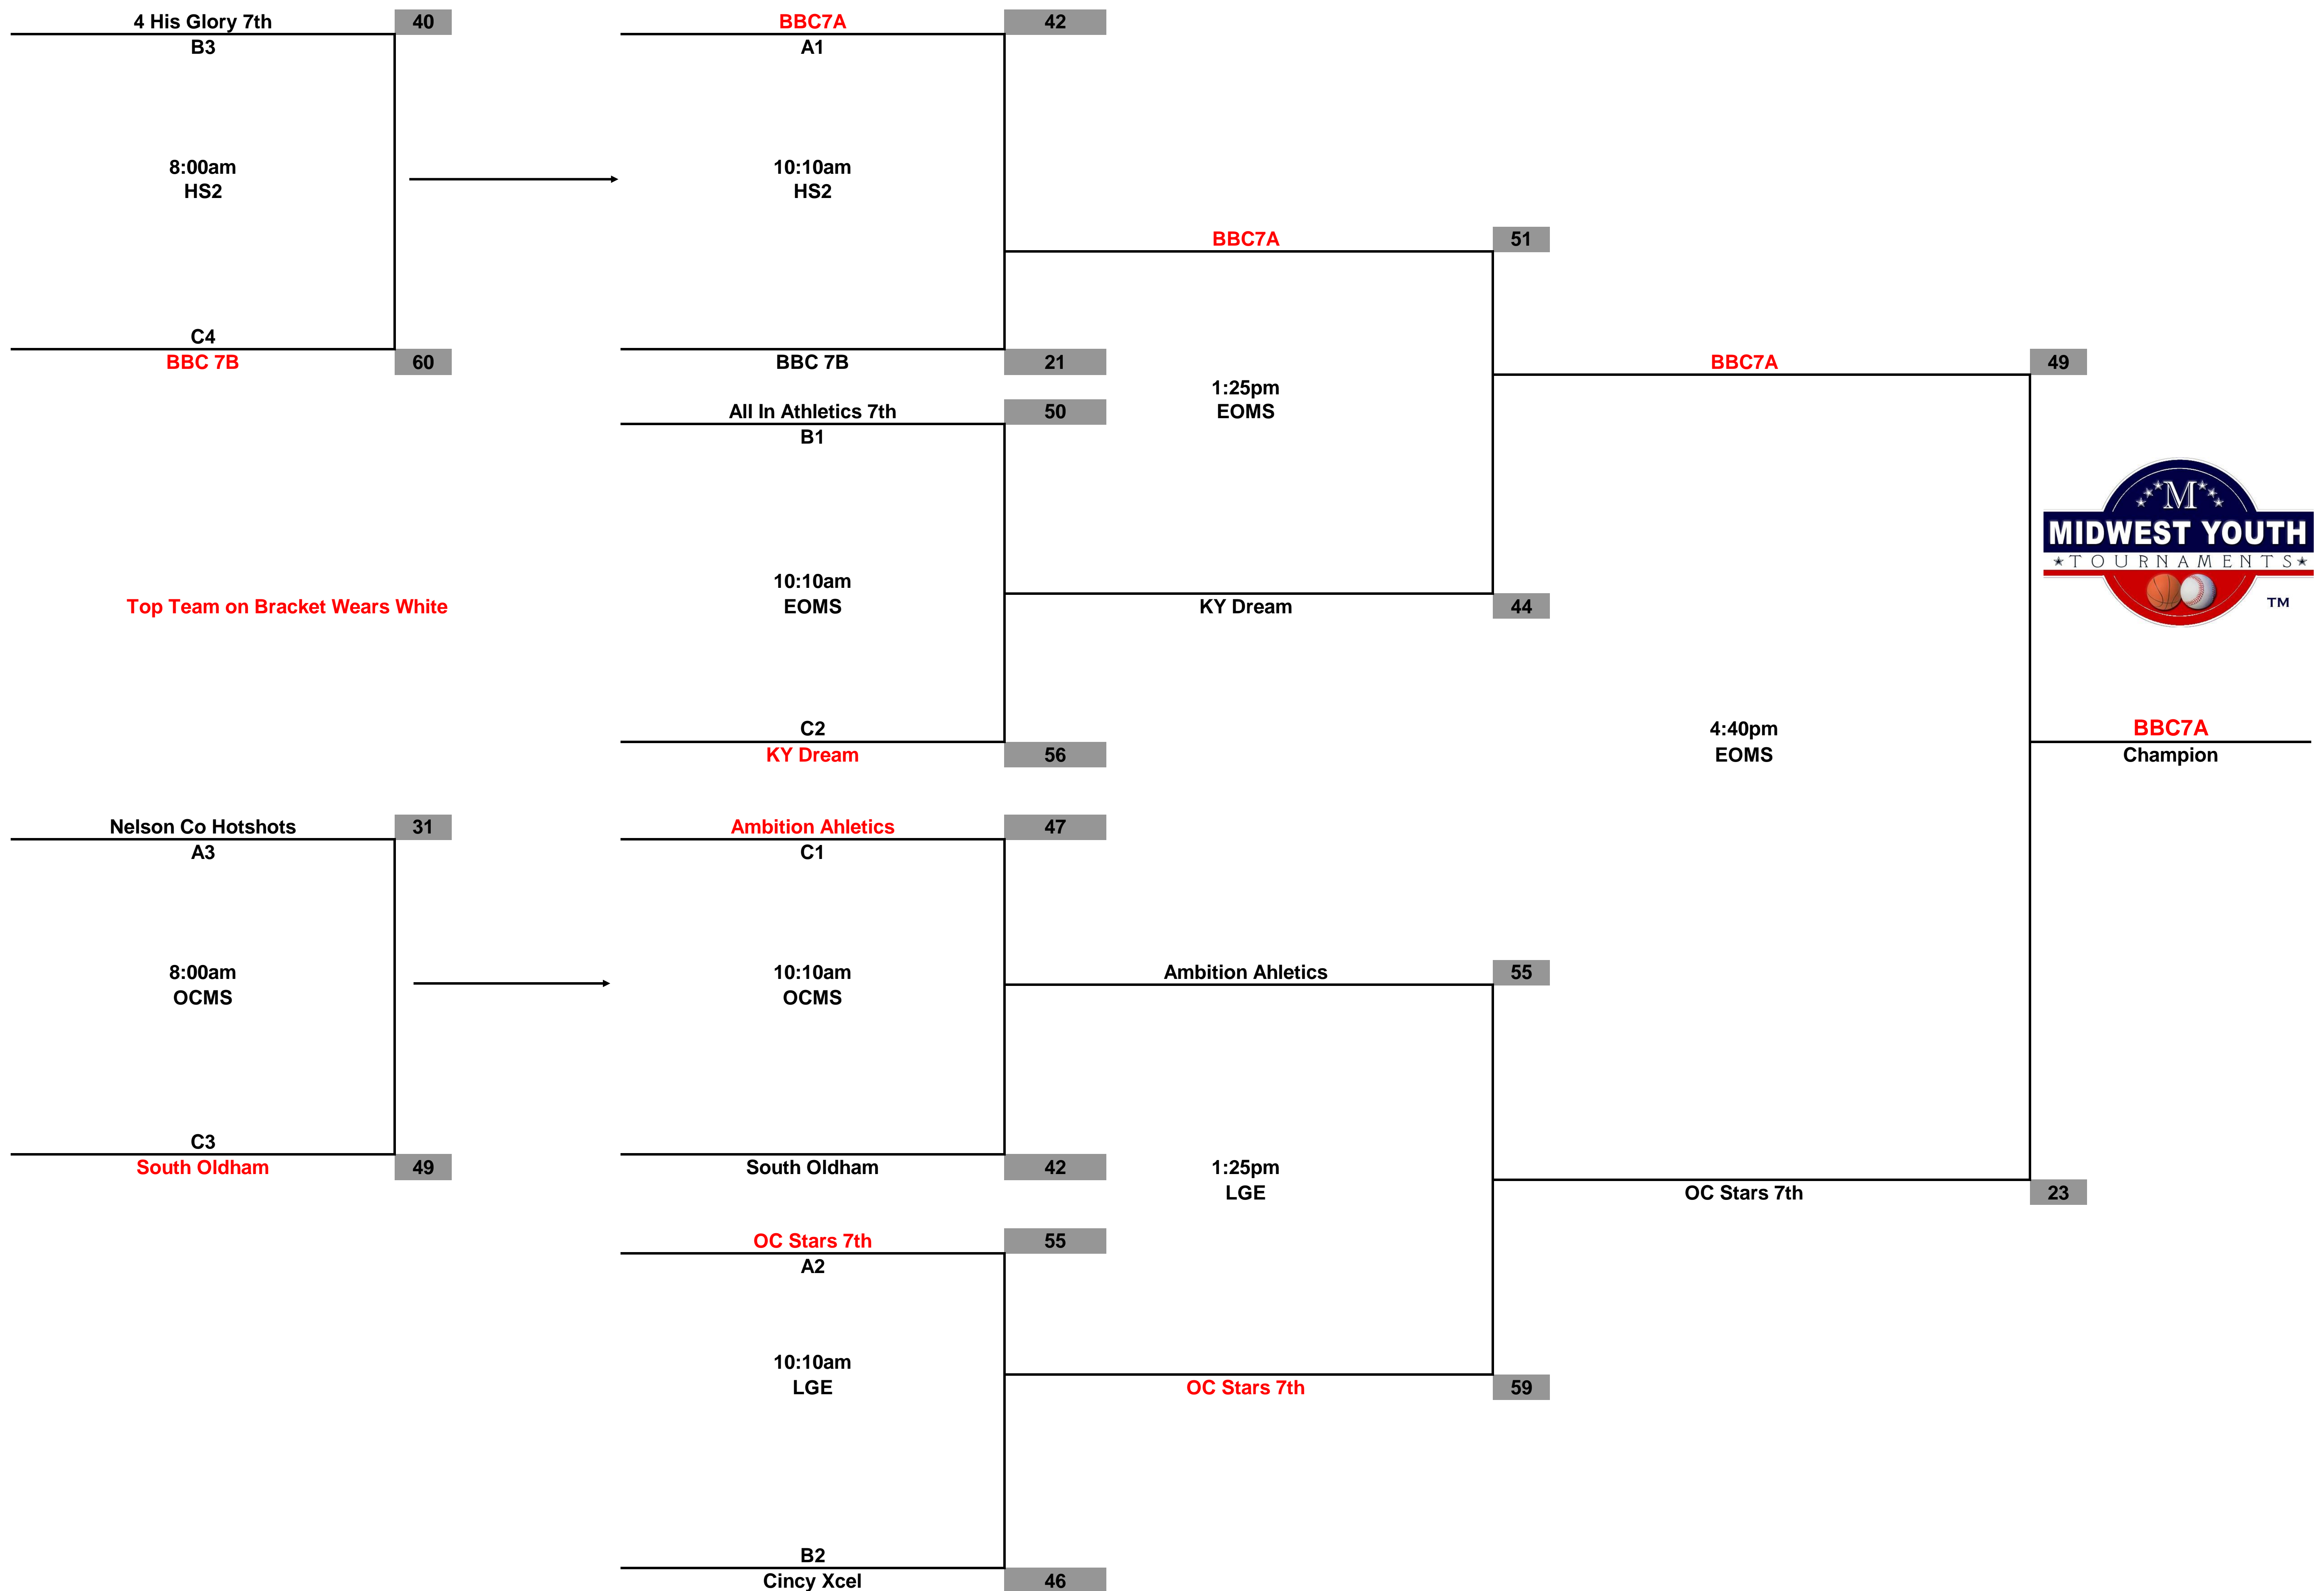 4 His Glory 7th 40
B3
8:00am
HS2
C4
BBC 7B 60
BBC7A 42
A1
10:10am
HS2
BBC 7B 21
All In Athletics 7th 50
B1
10:10am
EOMS
C2
KY Dream 56
BBC7A 51
1:25pm
EOMS
KY Dream 44
Top Team on Bracket Wears White
Nelson Co Hotshots 31
A3
8:00am
OCMS
C3
South Oldham 49
Ambition Ahletics 47
C1
10:10am
OCMS
South Oldham 42
OC Stars 7th 55
A2
10:10am
LGE
B2
Cincy Xcel 46
Ambition Ahletics 55
1:25pm
LGE
OC Stars 7th 59
BBC7A 49
4:40pm
EOMS
OC Stars 7th 23
M
MIDWEST YOUTH
TOURNAMENTS
TM
BBC7A
Champion